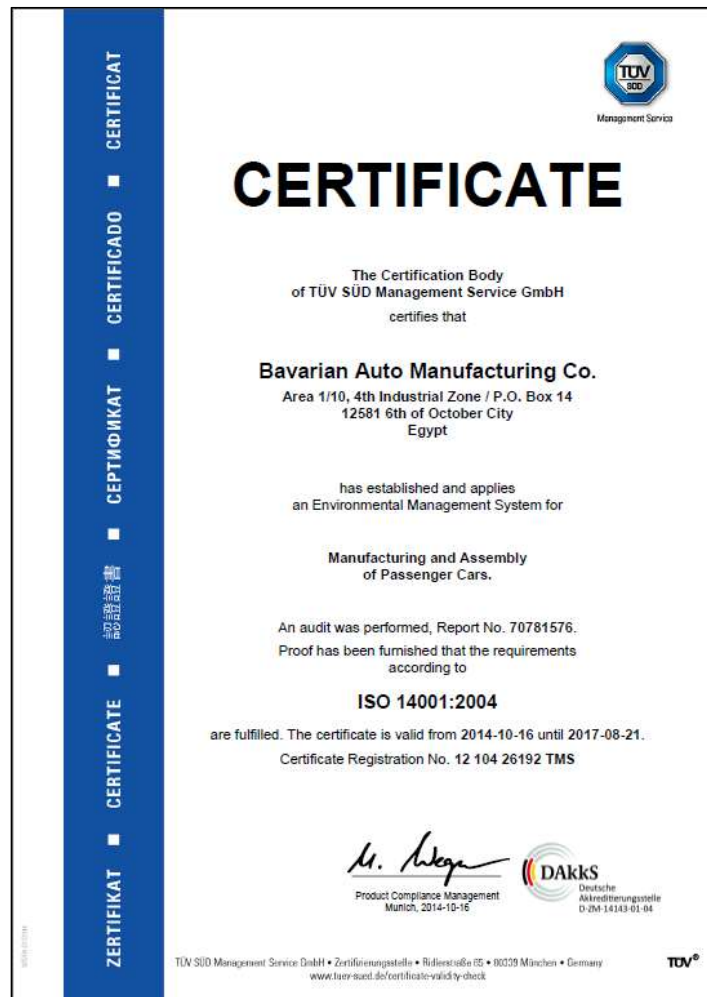 TÜV
SÜD
Management Service
CERTIFICATE
The Certification Body
of TÜV SÜD Management Service GmbH
certifies that
Bavarian Auto Manufacturing Co.
Area 1/10, 4th Industrial Zone / P.O. Box 14
12581 6th of October City
Egypt
has established and applies
an Environmental Management System for
Manufacturing and Assembly
of Passenger Cars.
An audit was performed, Report No. 70781576.
Proof has been furnished that the requirements
according to
ISO 14001:2004
are fulfilled. The certificate is valid from 2014-10-16 until 2017-08-21.
Certificate Registration No. 12 104 26192 TMS
Product Compliance Management
Munich, 2014-10-16
DAkkS
Deutsche
Akkreditierungsstelle
D-ZM-14143-01-04
TÜV SÜD Management Service GmbH • Zertifizierungsstelle • Ridlerstraße 65 • 80339 München • Germany
www.tuev-sued.de/certificate-validity-check
TÜV®
ZERTIFIKAT ■ CERTIFICATE ■ 認證證書 ■ СЕРТИФИКАТ ■ CERTIFICADO ■ CERTIFICAT